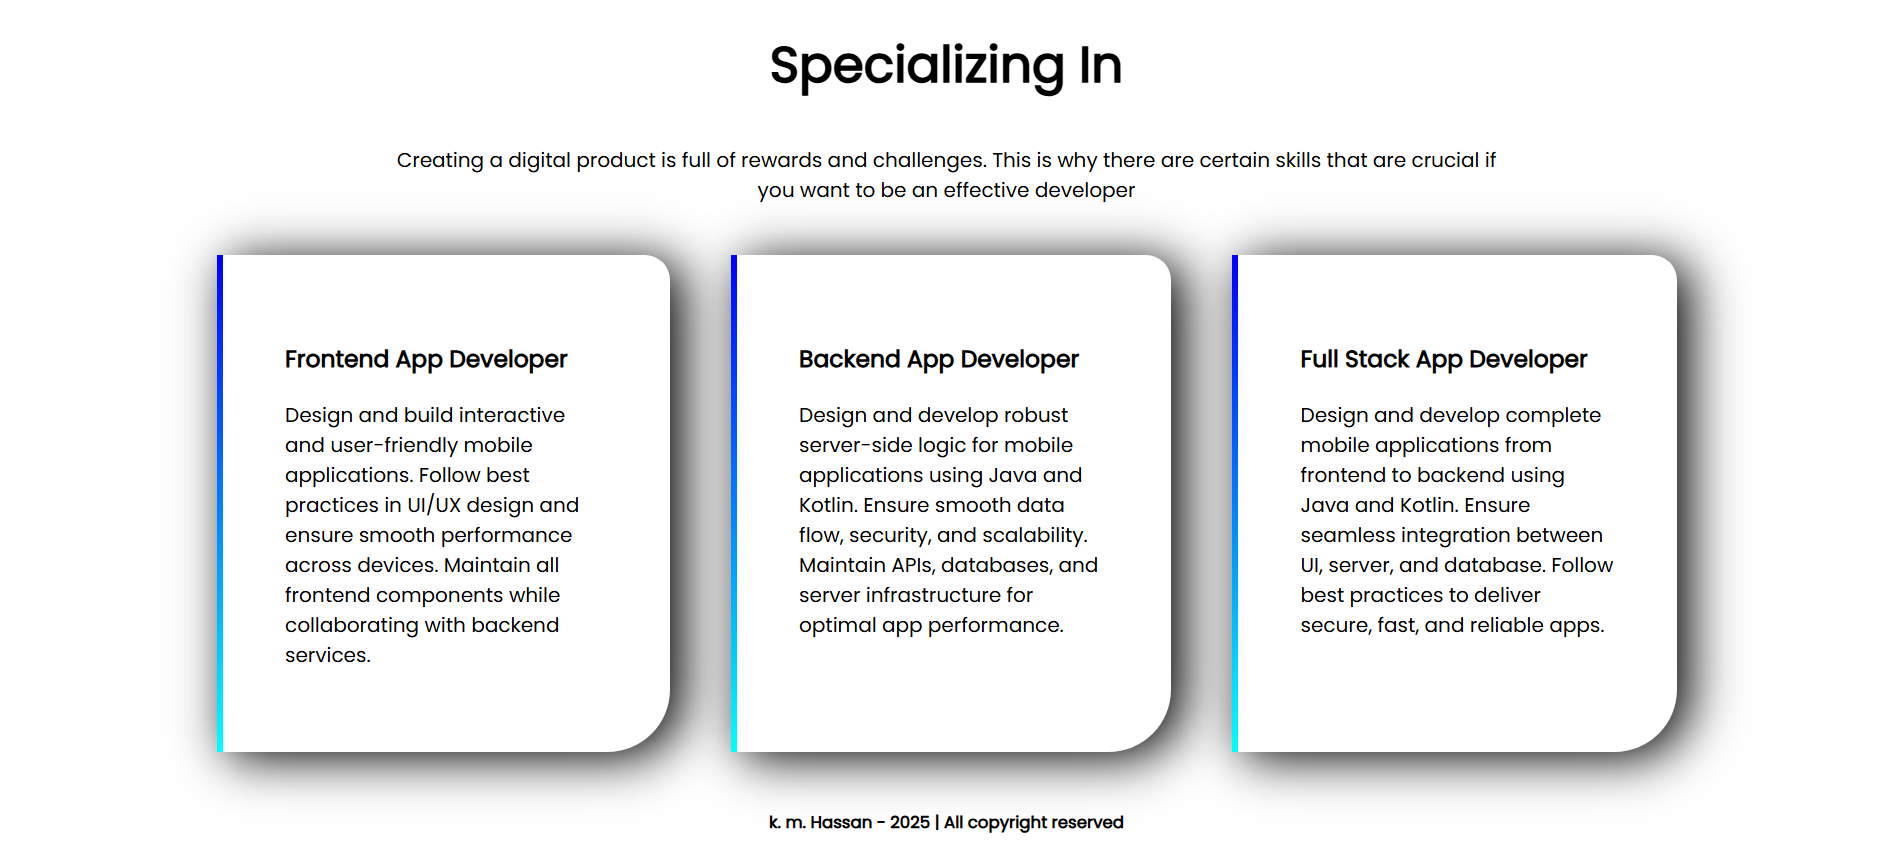 Specializing In
Creating a digital product is full of rewards and challenges. This is why there are certain skills that are crucial if
you want to be an effective developer
Frontend App Developer
Design and build interactive
and user-friendly mobile
applications. Follow best
practices in UI/UX design and
ensure smooth performance
across devices. Maintain all
frontend components while
collaborating with backend
services.
Backend App Developer
Design and develop robust
server-side logic for mobile
applications using Java and
Kotlin. Ensure smooth data
flow, security, and scalability.
Maintain APIs, databases, and
server infrastructure for
optimal app performance.
Full Stack App Developer
Design and develop complete
mobile applications from
frontend to backend using
Java and Kotlin. Ensure
seamless integration between
UI, server, and database. Follow
best practices to deliver
secure, fast, and reliable apps.
k. m. Hassan - 2025 | All copyright reserved